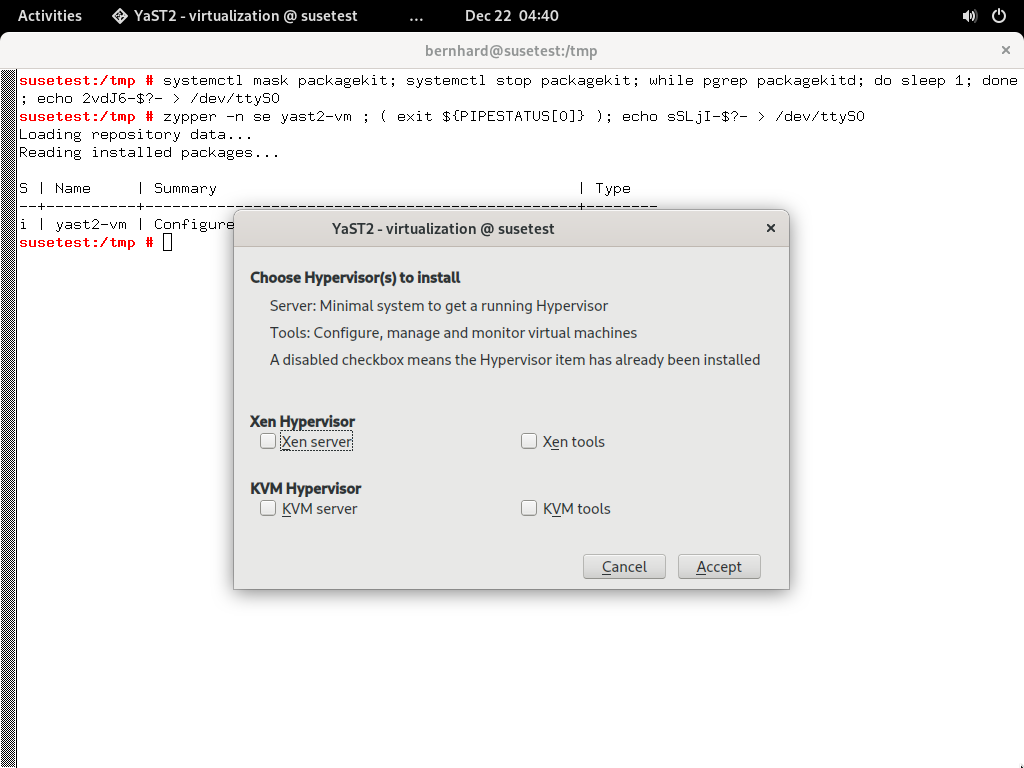 Activities YaST2 - virtualization @ susetest ... Dec 22 04:40
bernhard@susetest:/tmp
susetest:/tmp # systemctl mask packagekit; systemctl stop packagekit; while pgrep packagekitd; do sleep 1; done
; echo 2vdJ6-$?- > /dev/ttyS0
susetest:/tmp # zypper -n se yast2-vm ; ( exit ${PIPESTATUS[0]} ); echo sSLjI-$?- > /dev/ttyS0
Loading repository data...
Reading installed packages...
S | Name | Summary | Type
--+----------+------------------------------------------------+--------
i | yast2-vm | Configure
susetest:/tmp #
YaST2 - virtualization @ susetest
Choose Hypervisor(s) to install
Server: Minimal system to get a running Hypervisor
Tools: Configure, manage and monitor virtual machines
A disabled checkbox means the Hypervisor item has already been installed
Xen Hypervisor
Xen server Xen tools
KVM Hypervisor
KVM server KVM tools
Cancel Accept